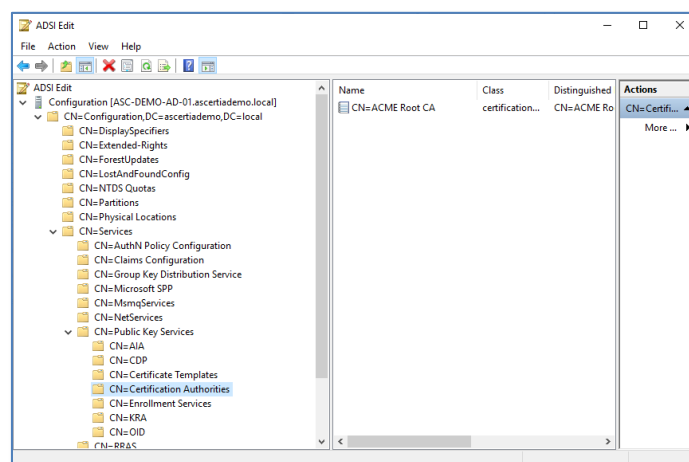 ADSI Edit
File Action View Help
ADSI Edit
Configuration [ASC-DEMO-AD-01.ascertiademo.local]
CN=Configuration,DC=ascertiademo,DC=local
CN=DisplaySpecifiers
CN=Extended-Rights
CN=ForestUpdates
CN=LostAndFoundConfig
CN=NTDS Quotas
CN=Partitions
CN=Physical Locations
CN=Services
CN=AuthN Policy Configuration
CN=Claims Configuration
CN=Group Key Distribution Service
CN=Microsoft SPP
CN=MsmqServices
CN=NetServices
CN=Public Key Services
CN=AIA
CN=CDP
CN=Certificate Templates
CN=Certification Authorities
CN=Enrollment Services
CN=KRA
CN=OID
CN=RRAS
Name Class Distinguished
CN=ACME Root CA certification... CN=ACME Ro
Actions
CN=Certifi...
More ...